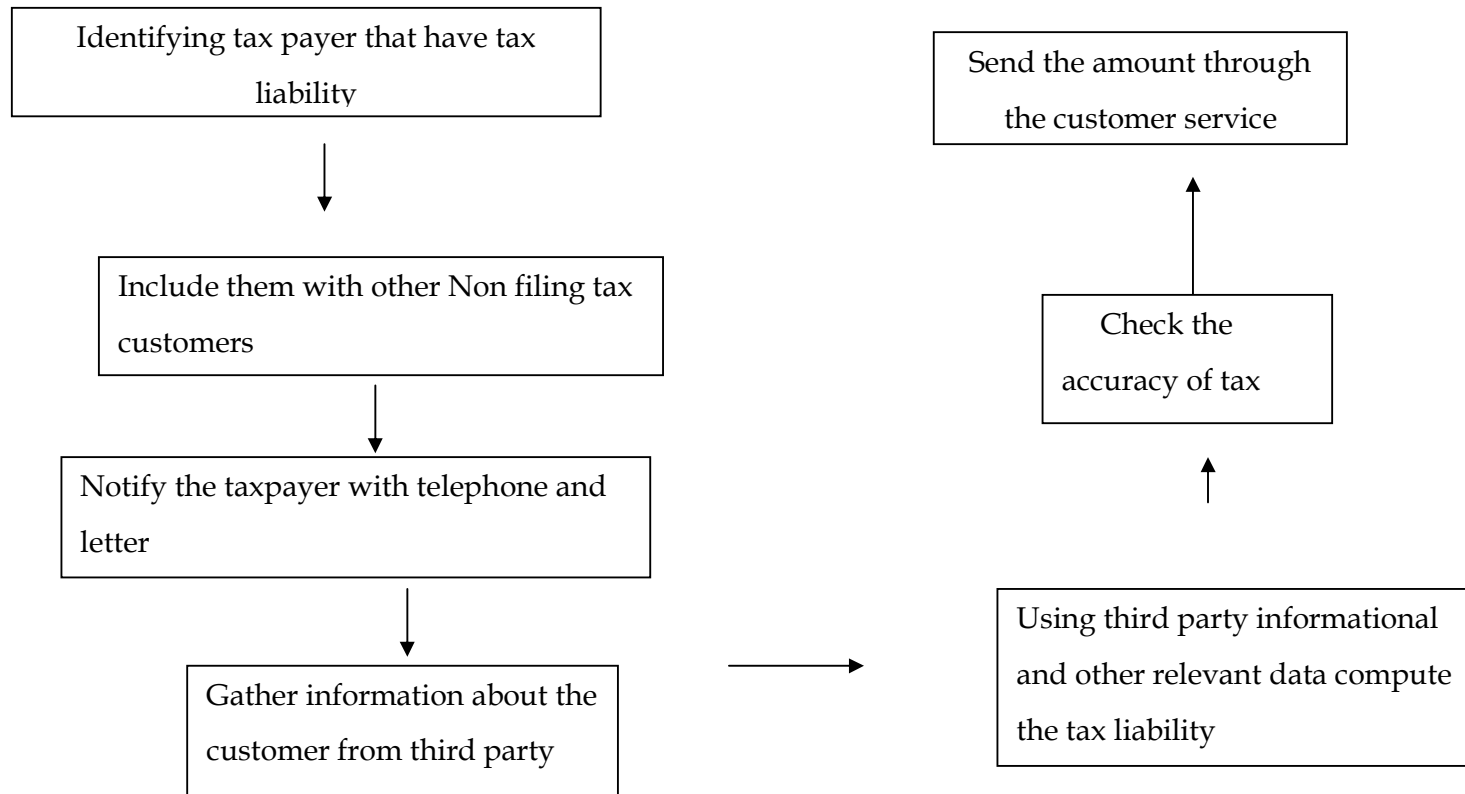 Identifying tax payer that have tax
liability
Include them with other Non filing tax
customers
Notify the taxpayer with telephone and
letter
Gather information about the
customer from third party
Using third party informational
and other relevant data compute
the tax liability
Check the
accuracy of tax
Send the amount through
the customer service